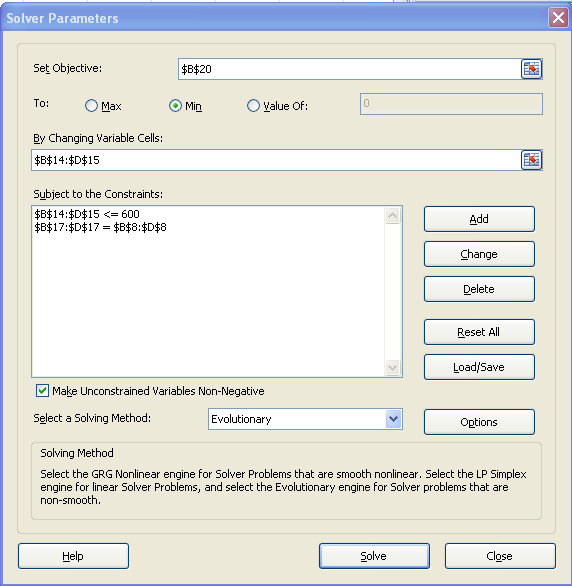 Solver Parameters
Set Objective:
$B$20
To:
Max
Min
Value Of:
0
By Changing Variable Cells:
$B$14:$D$15
Subject to the Constraints:
$B$14:$D$15 <= 600
$B$17:$D$17 = $B$8:$D$8
Add
Change
Delete
Reset All
Load/Save
Make Unconstrained Variables Non-Negative
Select a Solving Method:
Evolutionary
Options
Solving Method
Select the GRG Nonlinear engine for Solver Problems that are smooth nonlinear. Select the LP Simplex
engine for linear Solver Problems, and select the Evolutionary engine for Solver problems that are
non-smooth.
Help
Solve
Close